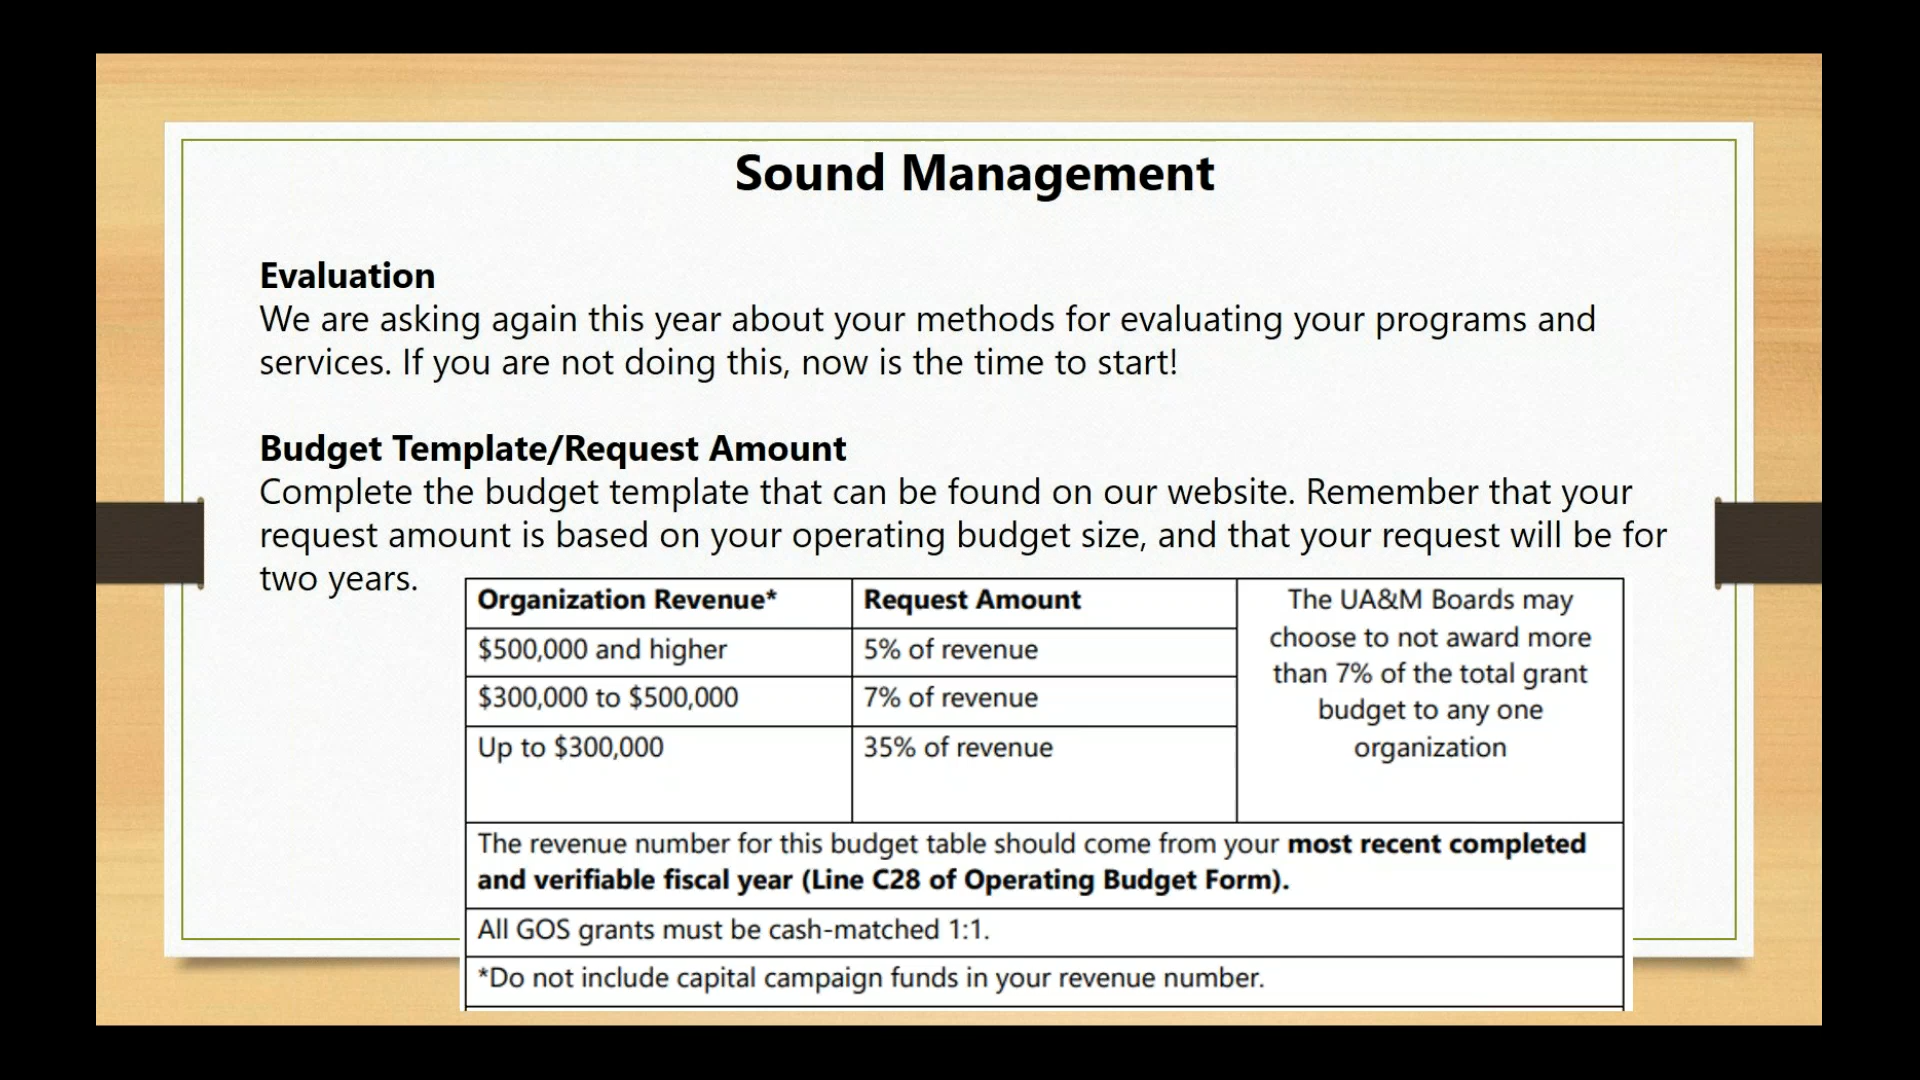 Sound Management
Evaluation
We are asking again this year about your methods for evaluating your programs and
services. If you are not doing this, now is the time to start!
Budget Template/Request Amount
Complete the budget template that can be found on our website. Remember that your
request amount is based on your operating budget size, and that your request will be for
two years.
Organization Revenue* Request Amount
$500,000 and higher 5% of revenue
$300,000 to $500,000 7% of revenue
Up to $300,000 35% of revenue
The UA&M Boards may
choose to not award more
than 7% of the total grant
budget to any one
organization
The revenue number for this budget table should come from your most recent completed
and verifiable fiscal year (Line C28 of Operating Budget Form).
All GOS grants must be cash-matched 1:1.
*Do not include capital campaign funds in your revenue number.